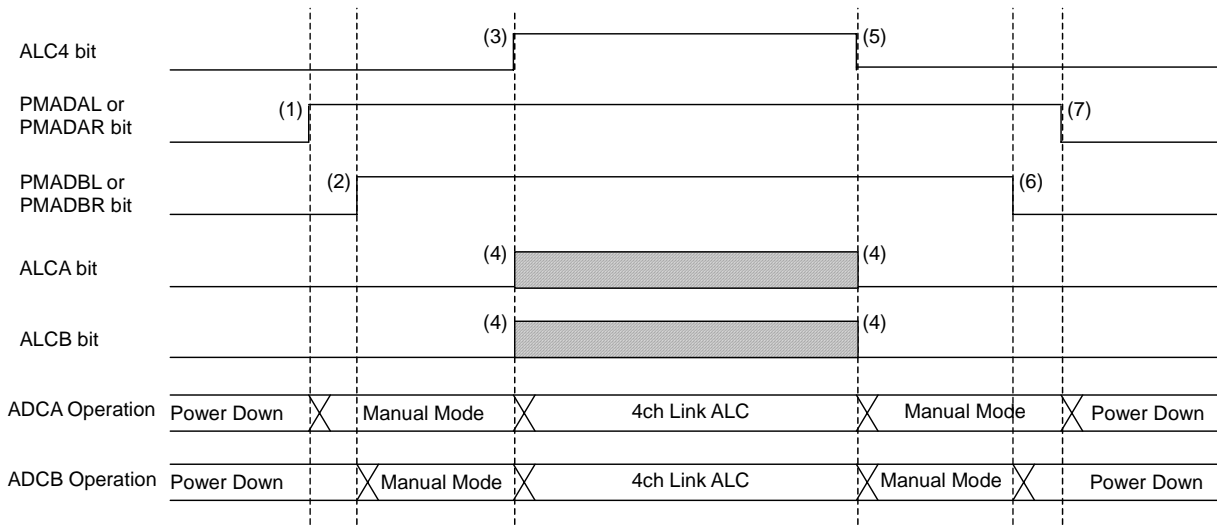 ALC4 bit
(3)
(5)
PMADAL or
PMADAR bit
(1)
(7)
PMADBL or
PMADBR bit
(2)
(6)
ALCA bit
(4)
(4)
ALCB bit
(4)
(4)
ADCA Operation Power Down Manual Mode 4ch Link ALC Manual Mode Power Down
ADCB Operation Power Down Manual Mode 4ch Link ALC Manual Mode Power Down